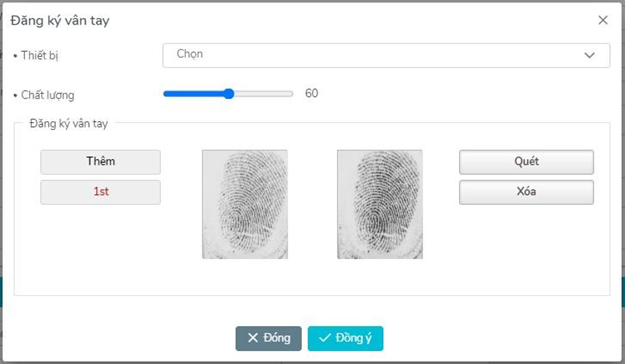 Đăng ký vân tay
• Thiết bị
Chọn
• Chất lượng
60
Đăng ký vân tay
Thêm
1st
Quét
Xóa
Đóng
Đồng ý